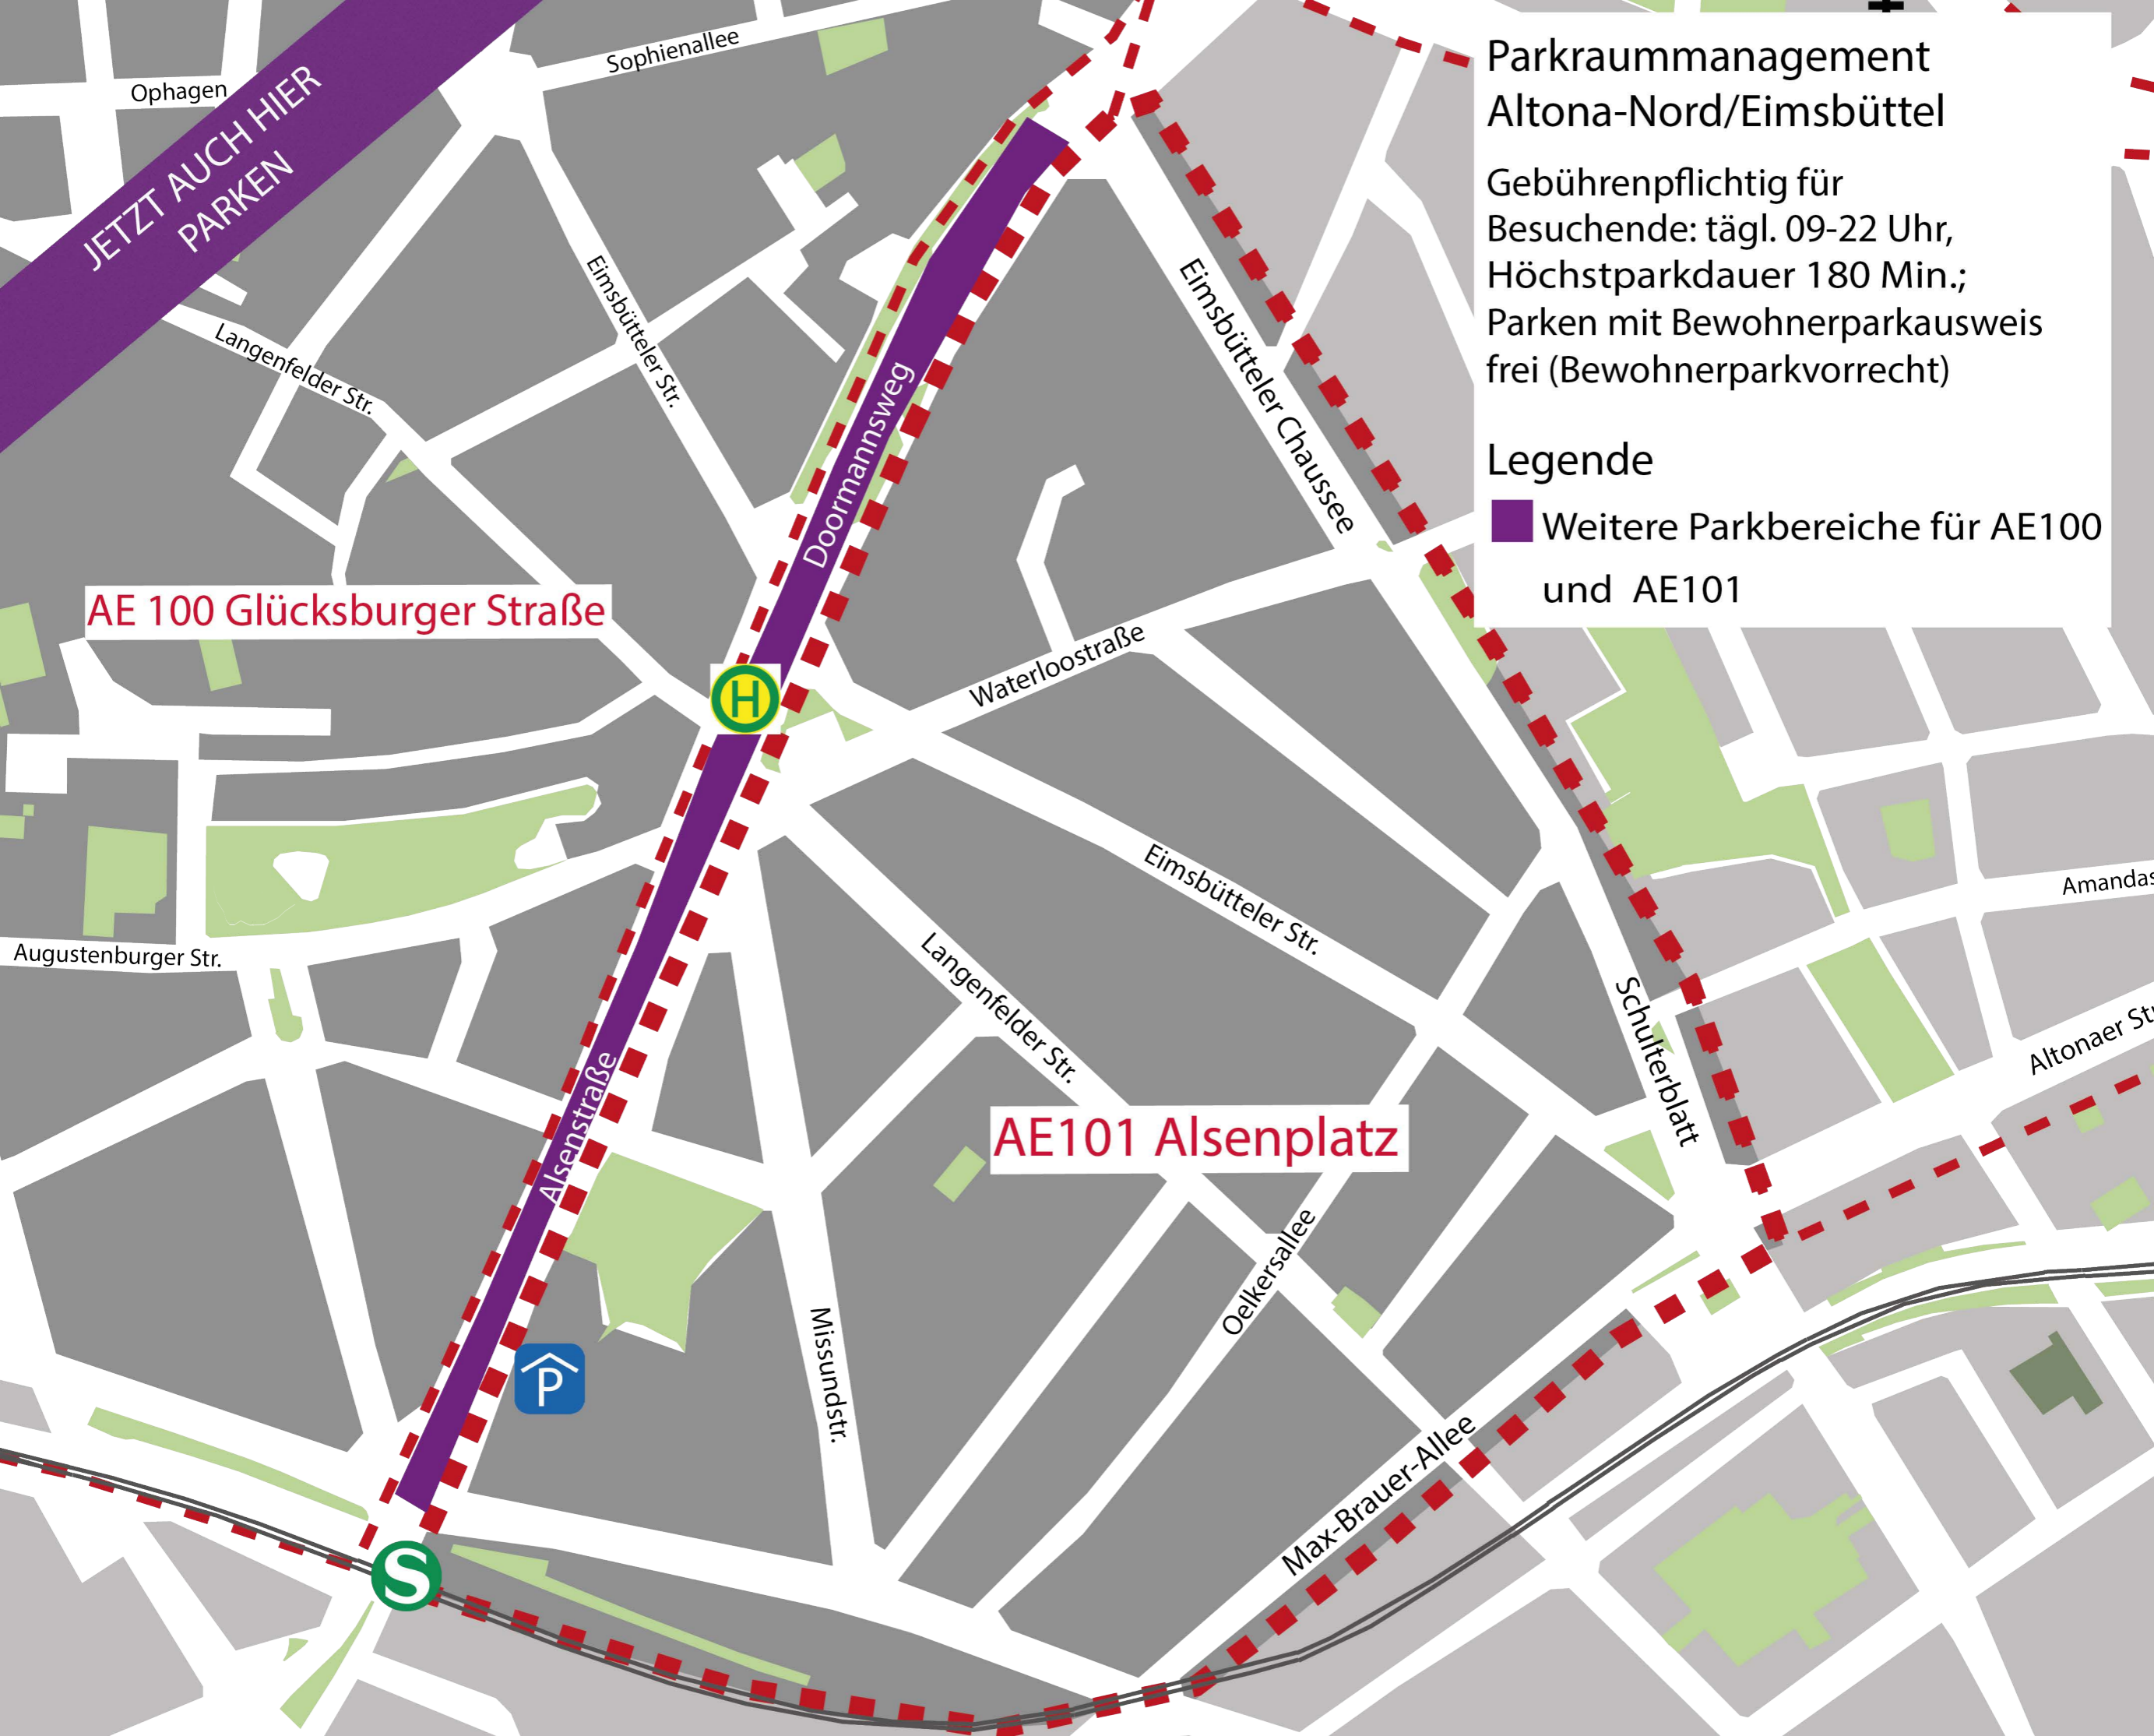 Parkraummanagement
Altona-Nord/Eimsbüttel
Gebührenpflichtig für
Besuchende: tägl. 09-22 Uhr,
Höchstparkdauer 180 Min.;
Parken mit Bewohnerparkausweis
frei (Bewohnerparkvorrecht)
Legende
Weitere Parkbereiche für AE100
und AE101
JETZT AUCH HIER
PARKEN
Sophienallee
Ophagen
Langenfelder Str.
Eimsbütteler Str.
Eimsbütteler Chaussee
Doormannsweg
AE 100 Glücksburger Straße
H
Waterloostraße
Eimsbütteler Str.
Amandas
Augustenburger Str.
Langenfelder Str.
Schulterblatt
Altonaer Str
Alsenstraße
AE101 Alsenplatz
Oelkersallee
Missundstr.
P
Max-Brauer-Allee
S